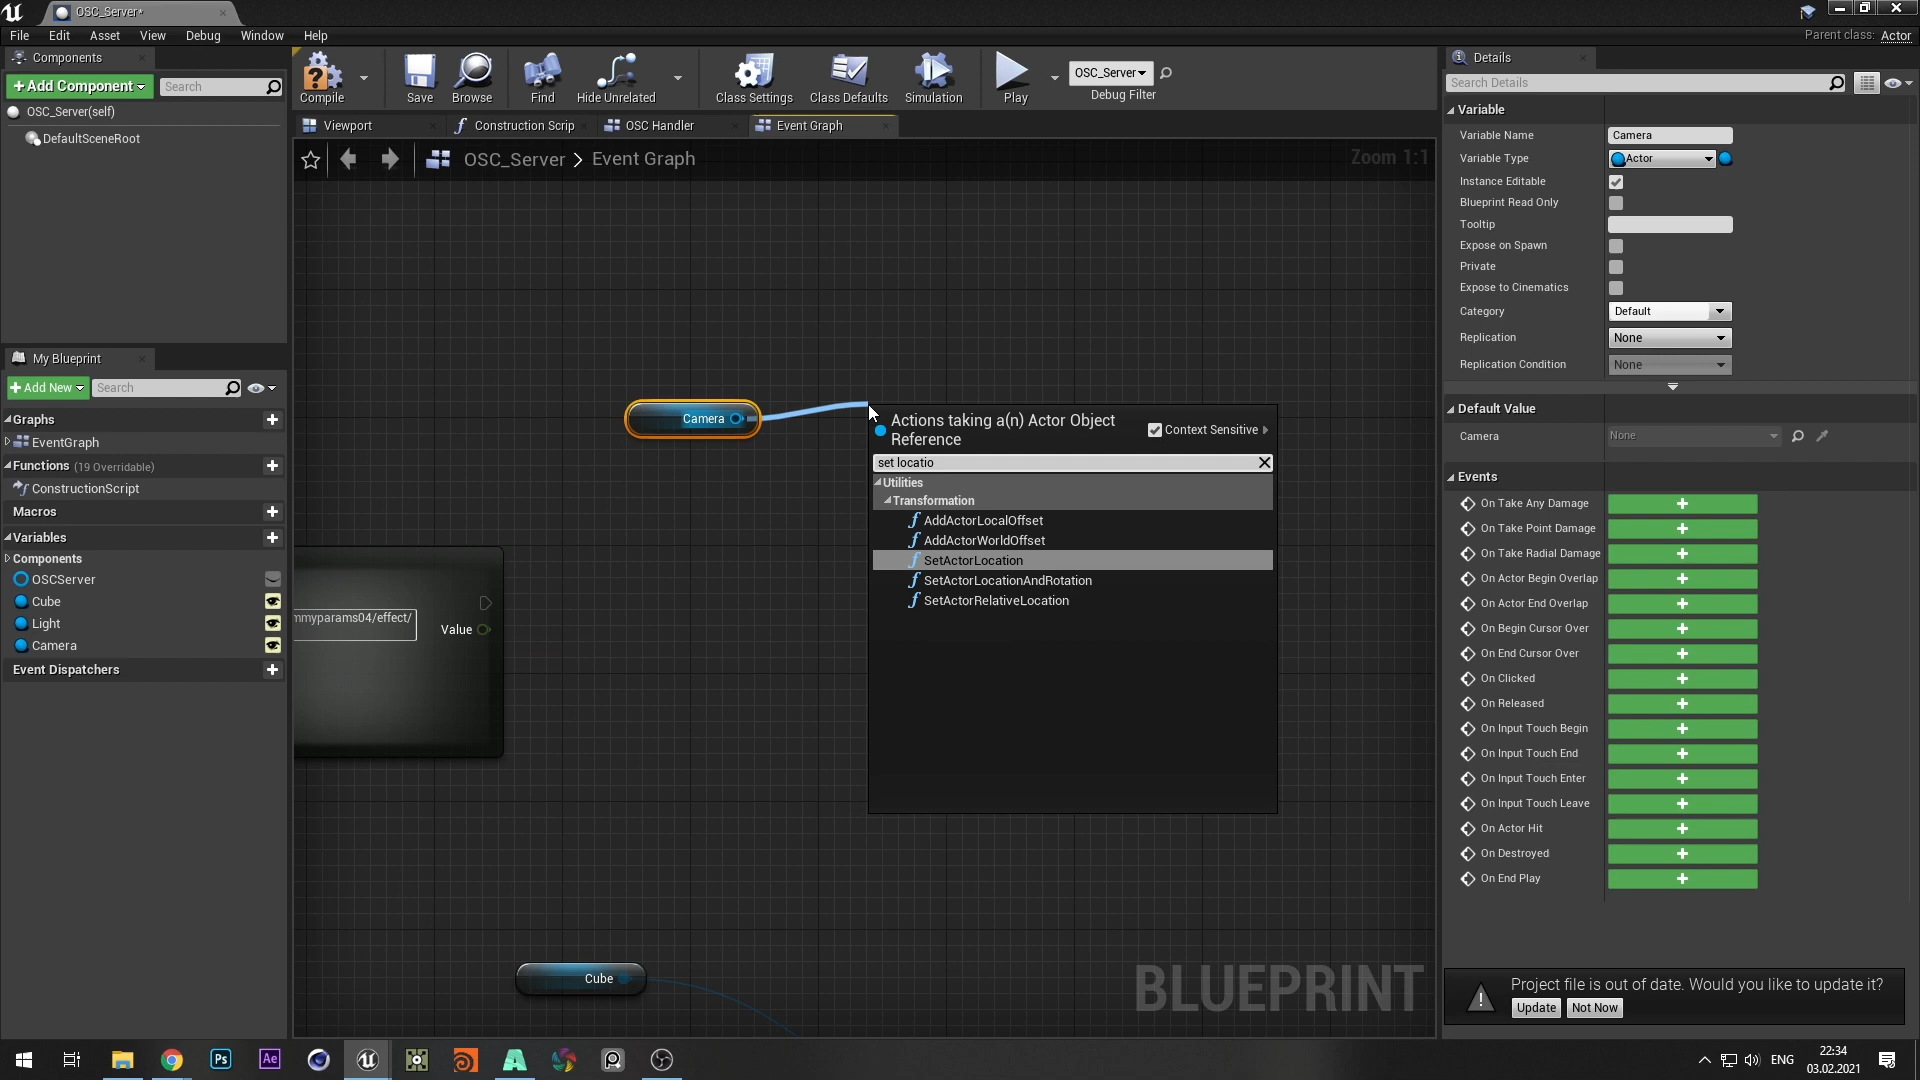 OSC_Server*
File Edit Asset View Debug Window Help
Parent class: Actor
Components
+Add Component
Search
OSC_Server(self)
DefaultSceneRoot
Compile
Save
Browse
Find
Hide Unrelated
Class Settings
Class Defaults
Simulation
Play
OSC_Server
Debug Filter
Viewport
Construction Scrip
OSC Handler
Event Graph
OSC_Server > Event Graph
Zoom 1:1
My Blueprint
+Add New
Search
Graphs
EventGraph
Functions (19 Overridable)
ConstructionScript
Macros
Variables
Components
OSCServer
Cube
Light
Camera
Event Dispatchers
Camera
mmyparams04/effect/
Value
Cube
Actions taking a(n) Actor Object
Reference
Context Sensitive
set locatio
Utilities
Transformation
AddActorLocalOffset
AddActorWorldOffset
SetActorLocation
SetActorLocationAndRotation
SetActorRelativeLocation
BLUEPRINT
Details
Search Details
Variable
Variable Name Camera
Variable Type Actor
Instance Editable
Blueprint Read Only
Tooltip
Expose on Spawn
Private
Expose to Cinematics
Category Default
Replication None
Replication Condition None
Default Value
Camera None
Events
On Take Any Damage
On Take Point Damage
On Take Radial Damage
On Actor Begin Overlap
On Actor End Overlap
On Begin Cursor Over
On End Cursor Over
On Clicked
On Released
On Input Touch Begin
On Input Touch End
On Input Touch Enter
On Input Touch Leave
On Actor Hit
On Destroyed
On End Play
Project file is out of date. Would you like to update it?
Update Not Now
Ps
Ae
ENG
22:34
03.02.2021